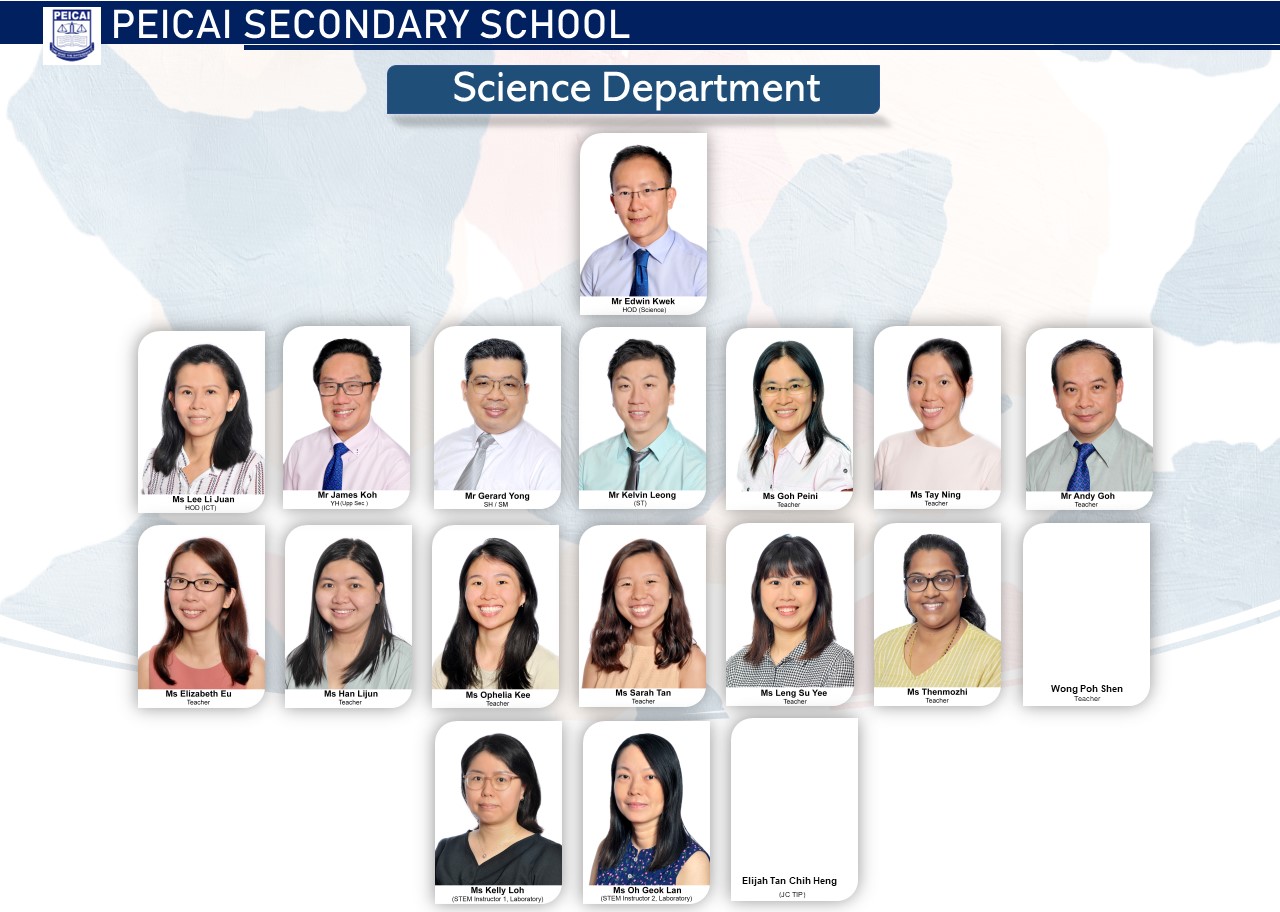 PEICAI
PEICAI SECONDARY SCHOOL
Science Department
Mr Edwin Kwek
HOD (Science)
Ms Lee Li Juan
HOD (ICT)
Mr James Koh
YH (Upp Sec )
Mr Gerard Yong
SH / SM
Mr Kelvin Leong
(ST)
Ms Goh Peini
Teacher
Ms Tay Ning
Teacher
Mr Andy Goh
Teacher
Ms Elizabeth Eu
Teacher
Ms Han Lijun
Teacher
Ms Ophelia Kee
Teacher
Ms Sarah Tan
Teacher
Ms Leng Su Yee
Teacher
Ms Thenmozhi
Teacher
Wong Poh Shen
Teacher
Ms Kelly Loh
(STEM Instructor 1, Laboratory)
Ms Oh Geok Lan
(STEM Instructor 2, Laboratory)
Elijah Tan Chih Heng
(JC TIP)